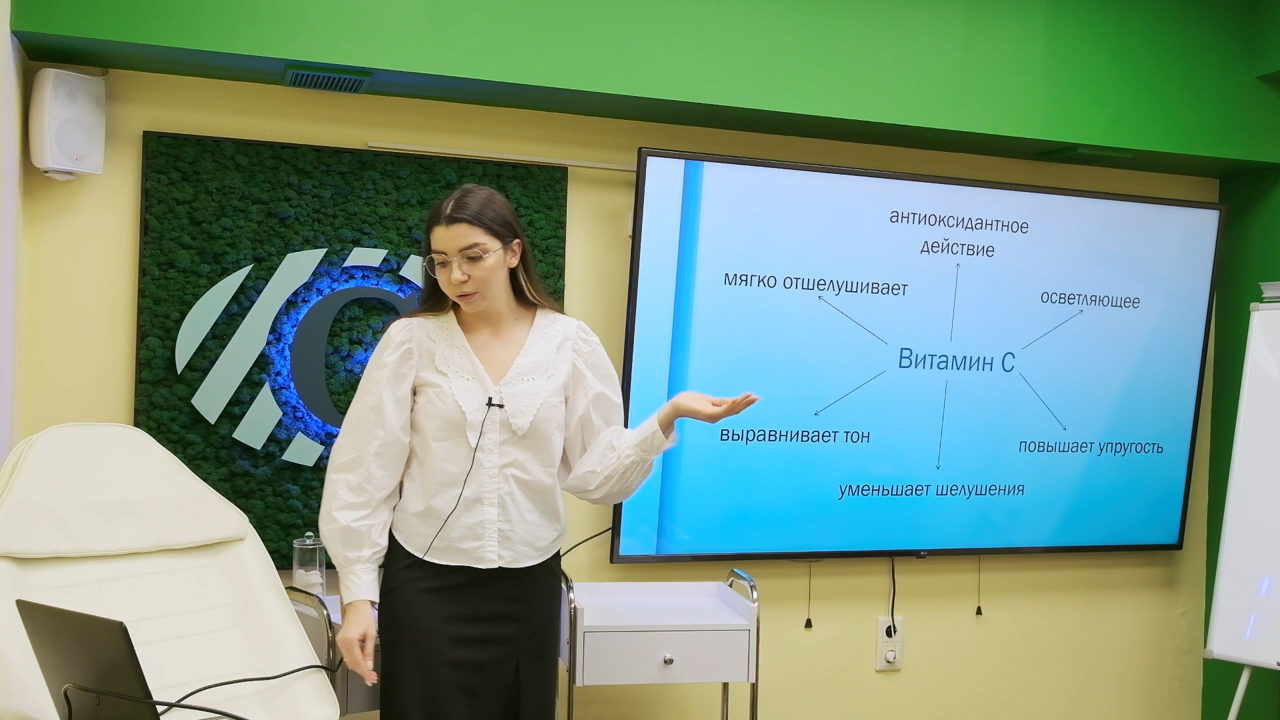 антиоксидантное
действие
мягко отшелушивает
осветляющее
Витамин С
выравнивает тон
повышает упругость
уменьшает шелушения